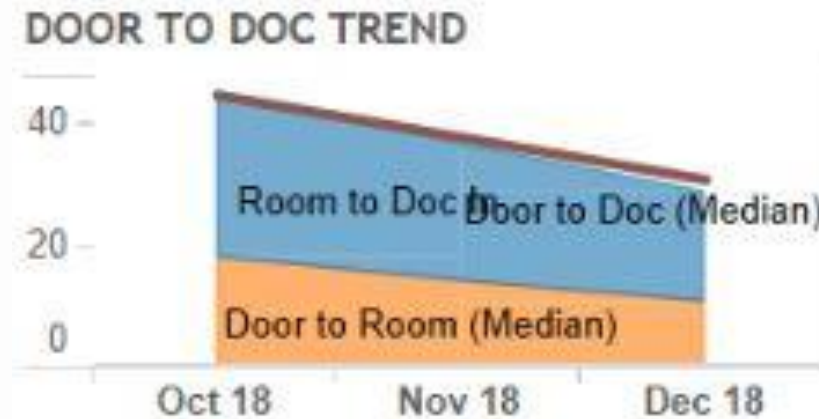 DOOR TO DOC TREND
40
Room to Doc
Door to Doc (Median)
20
Door to Room (Median)
0
Oct 18 Nov 18 Dec 18